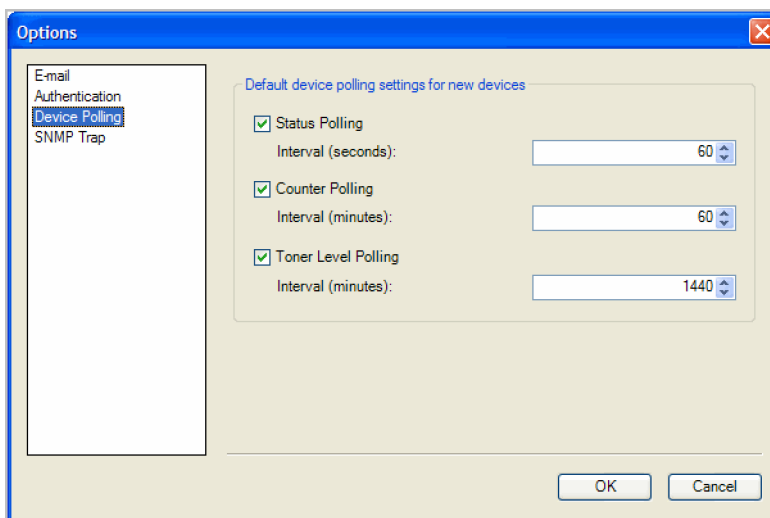 Options
E-mail
Authentication
Device Polling
SNMP Trap
Default device polling settings for new devices
Status Polling
Interval (seconds): 60
Counter Polling
Interval (minutes): 60
Toner Level Polling
Interval (minutes): 1440
OK Cancel